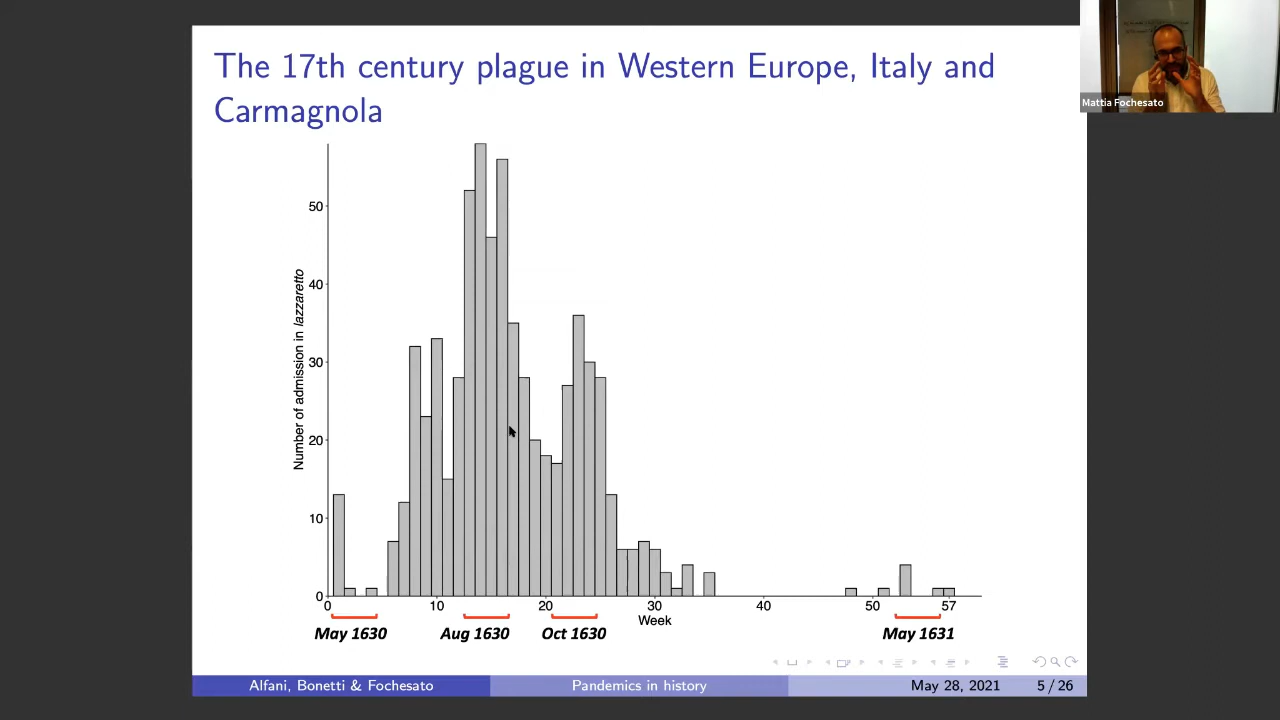 The 17th century plague in Western Europe, Italy and
Carmagnola
Mattia Fochesato
Number of admission in lazzaretto
50
40
30
20
10
0
0 10 20 30 40 50 57
Week
May 1630 Aug 1630 Oct 1630 May 1631
Alfani, Bonetti & Fochesato Pandemics in history May 28, 2021 5 / 26